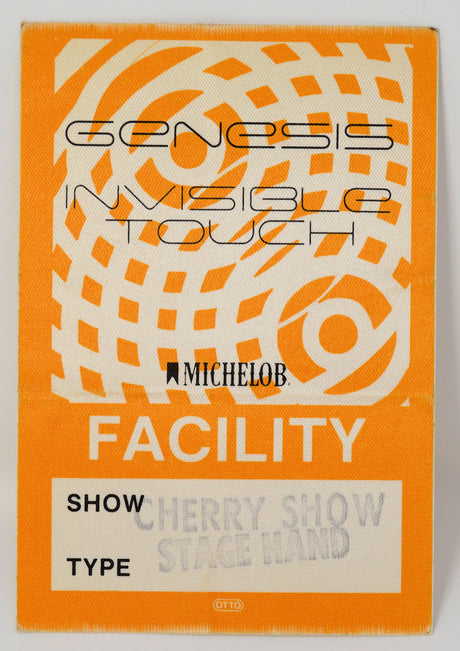 GENESIS
INVISIBLE
TOUCH
MICHELOB.
FACILITY
SHOW CHERRY SHOW
STAGE HAND
TYPE
OTTO